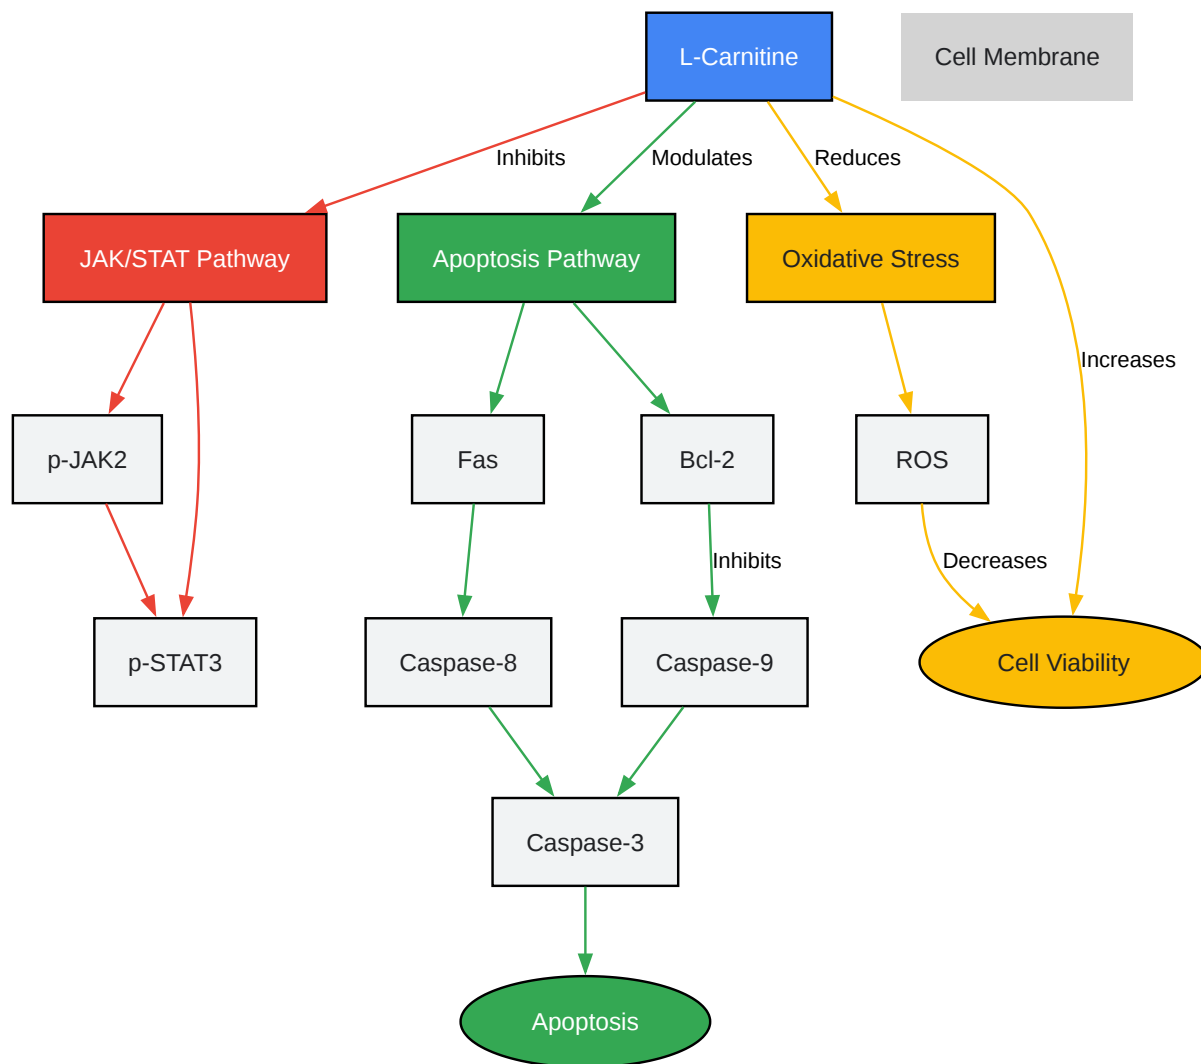 L-Carnitine
Cell Membrane
Inhibits
Modulates
Reduces
JAK/STAT Pathway
Apoptosis Pathway
Oxidative Stress
Increases
p-JAK2
Fas
Bcl-2
ROS
Inhibits
Decreases
p-STAT3
Caspase-8
Caspase-9
Cell Viability
Caspase-3
Apoptosis